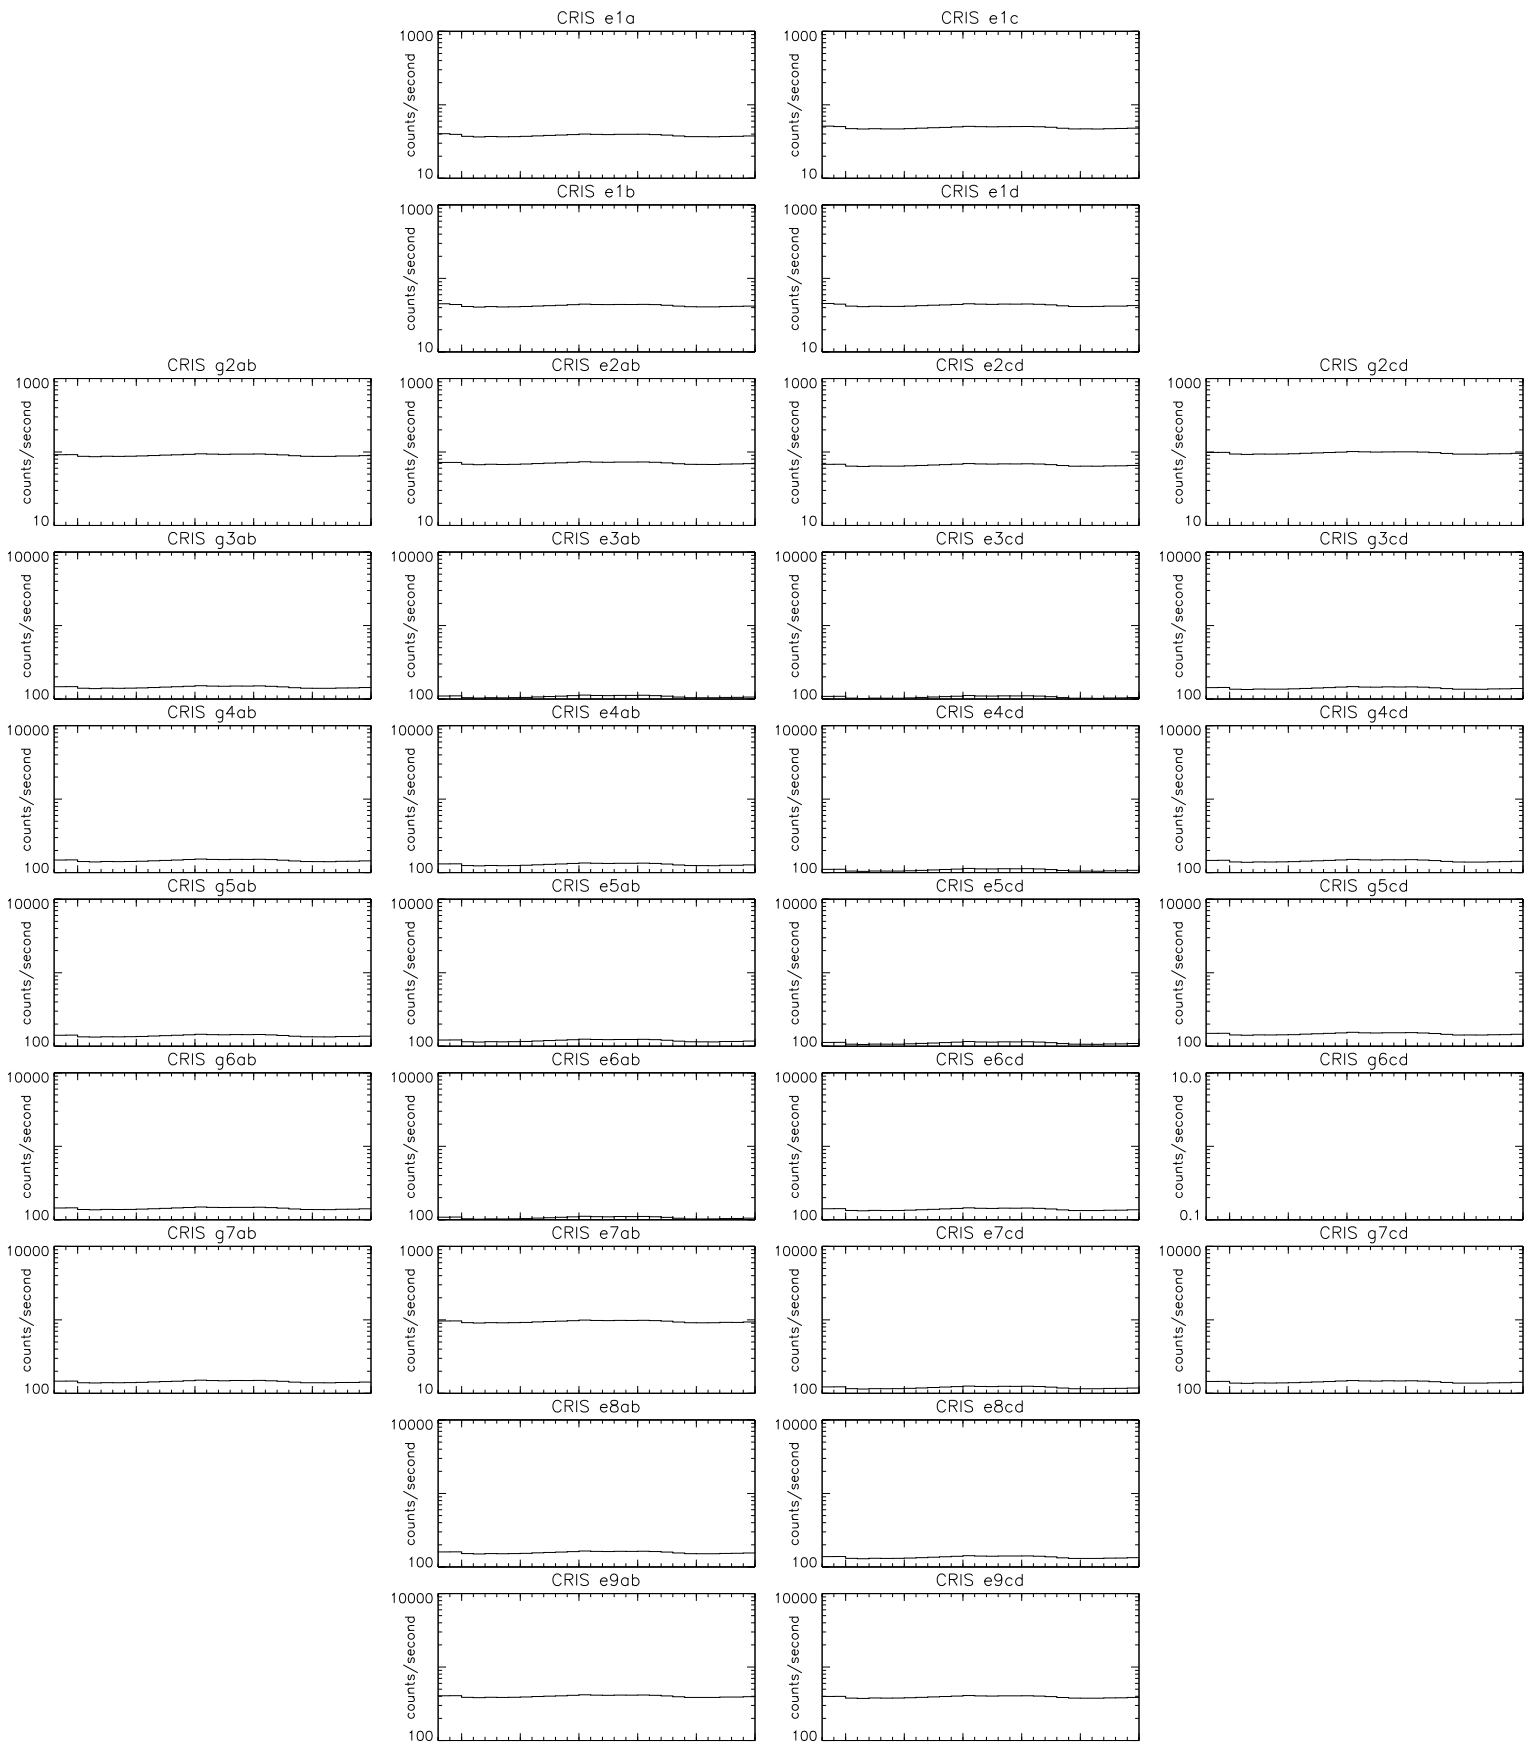 CRIS e1a
1000
counts/second
10
CRIS e1c
1000
counts/second
10
CRIS e1b
1000
counts/second
10
CRIS e1d
1000
counts/second
10
CRIS g2ab
1000
counts/second
10
CRIS e2ab
1000
counts/second
10
CRIS e2cd
1000
counts/second
10
CRIS g2cd
1000
counts/second
10
CRIS g3ab
10000
counts/second
100
CRIS e3ab
10000
counts/second
100
CRIS e3cd
10000
counts/second
100
CRIS g3cd
10000
counts/second
100
CRIS g4ab
10000
counts/second
100
CRIS e4ab
10000
counts/second
100
CRIS e4cd
10000
counts/second
100
CRIS g4cd
10000
counts/second
100
CRIS g5ab
10000
counts/second
100
CRIS e5ab
10000
counts/second
100
CRIS e5cd
10000
counts/second
100
CRIS g5cd
10000
counts/second
100
CRIS g6ab
10000
counts/second
100
CRIS e6ab
10000
counts/second
100
CRIS e6cd
10000
counts/second
100
CRIS g6cd
10.0
counts/second
0.1
CRIS g7ab
10000
counts/second
100
CRIS e7ab
1000
counts/second
10
CRIS e7cd
10000
counts/second
100
CRIS g7cd
10000
counts/second
100
CRIS e8ab
10000
counts/second
100
CRIS e8cd
10000
counts/second
100
CRIS e9ab
10000
counts/second
100
CRIS e9cd
10000
counts/second
100